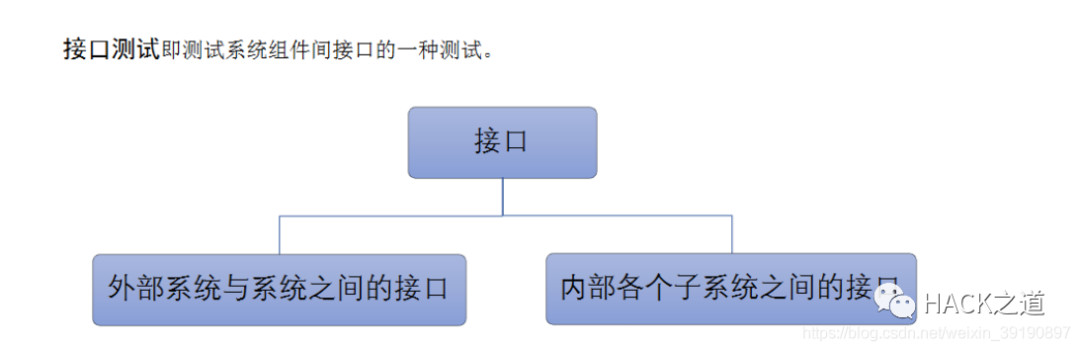 接口测试即测试系统组件间接口的一种测试。
接口
外部系统与系统之间的接口
内部各个子系统之间的接口
HACK之道
https://blog.csdn.net/weixin_39190897